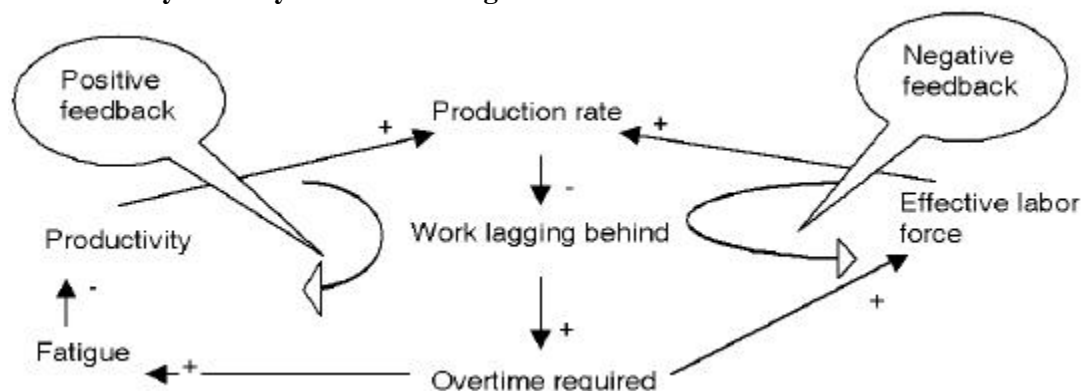 Positive
feedback
Negative
feedback
Production rate
+
+
-
Productivity
Work lagging behind
Effective labor
force
-
+
+
Fatigue
+
Overtime required